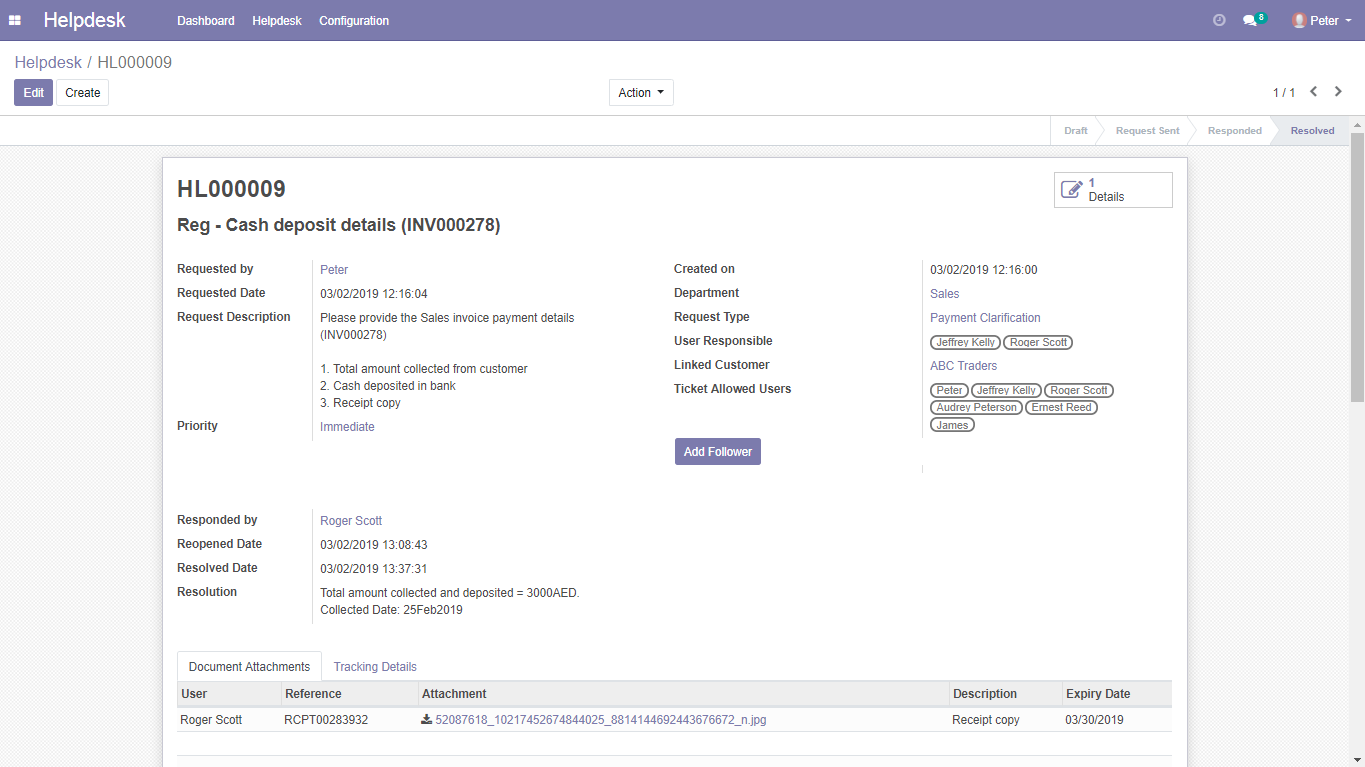 Helpdesk Dashboard Helpdesk Configuration 8 Peter
Helpdesk / HL000009
Edit Create Action 1 / 1
Draft Request Sent Responded Resolved
HL000009
1
Details
Reg - Cash deposit details (INV000278)
Requested by Peter
Requested Date 03/02/2019 12:16:04
Request Description Please provide the Sales invoice payment details
(INV000278)
1. Total amount collected from customer
2. Cash deposited in bank
3. Receipt copy
Priority Immediate
Created on 03/02/2019 12:16:00
Department Sales
Request Type Payment Clarification
User Responsible Jeffrey Kelly Roger Scott
Linked Customer ABC Traders
Ticket Allowed Users Peter Jeffrey Kelly Roger Scott
Audrey Peterson Ernest Reed
James
Add Follower
Responded by Roger Scott
Reopened Date 03/02/2019 13:08:43
Resolved Date 03/02/2019 13:37:31
Resolution Total amount collected and deposited = 3000AED.
Collected Date: 25Feb2019
Document Attachments Tracking Details
User Reference Attachment Description Expiry Date
Roger Scott RCPT00283932 52087618_10217452674844025_8814144692443676672_n.jpg Receipt copy 03/30/2019